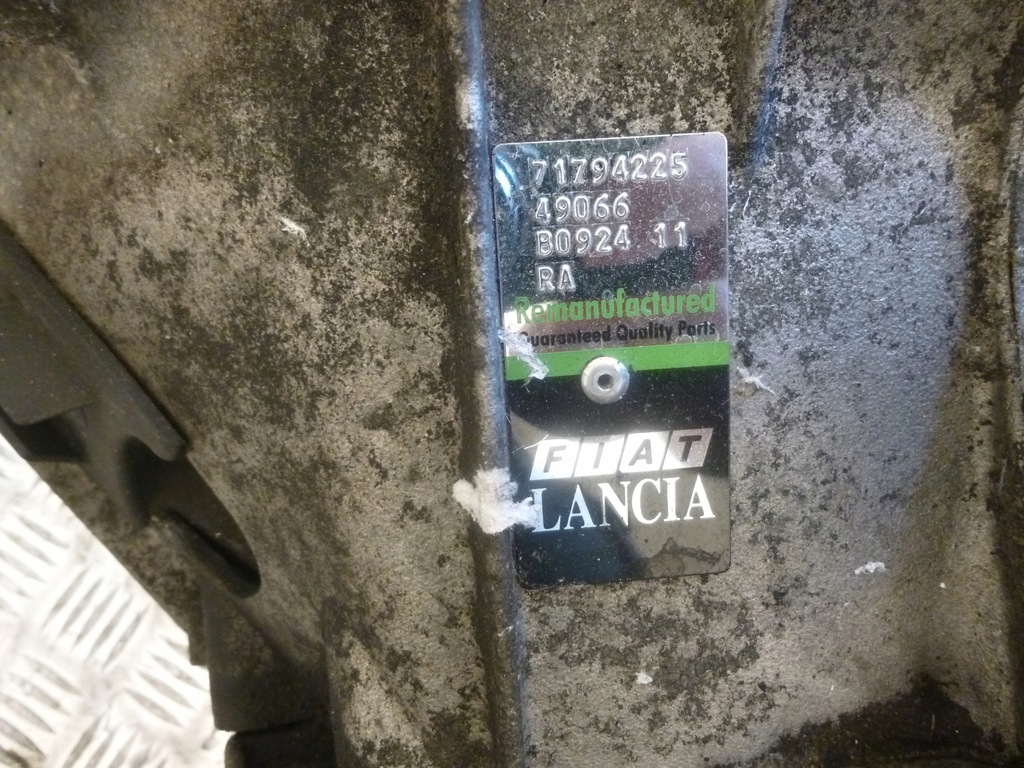 71794225
49066
B0924 11
RA
Remanufactured
Guaranteed Quality Parts
FIAT
LANCIA